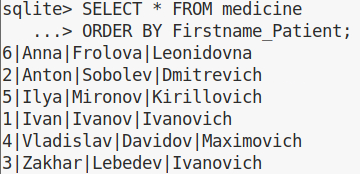 sqlite> SELECT * FROM medicine
   ...> ORDER BY Firstname_Patient;
6|Anna|Frolova|Leonidovna
2|Anton|Sobolev|Dmitrevich
5|Ilya|Mironov|Kirillovich
1|Ivan|Ivanov|Ivanovich
4|Vladislav|Davidov|Maximovich
3|Zakhar|Lebedev|Ivanovich